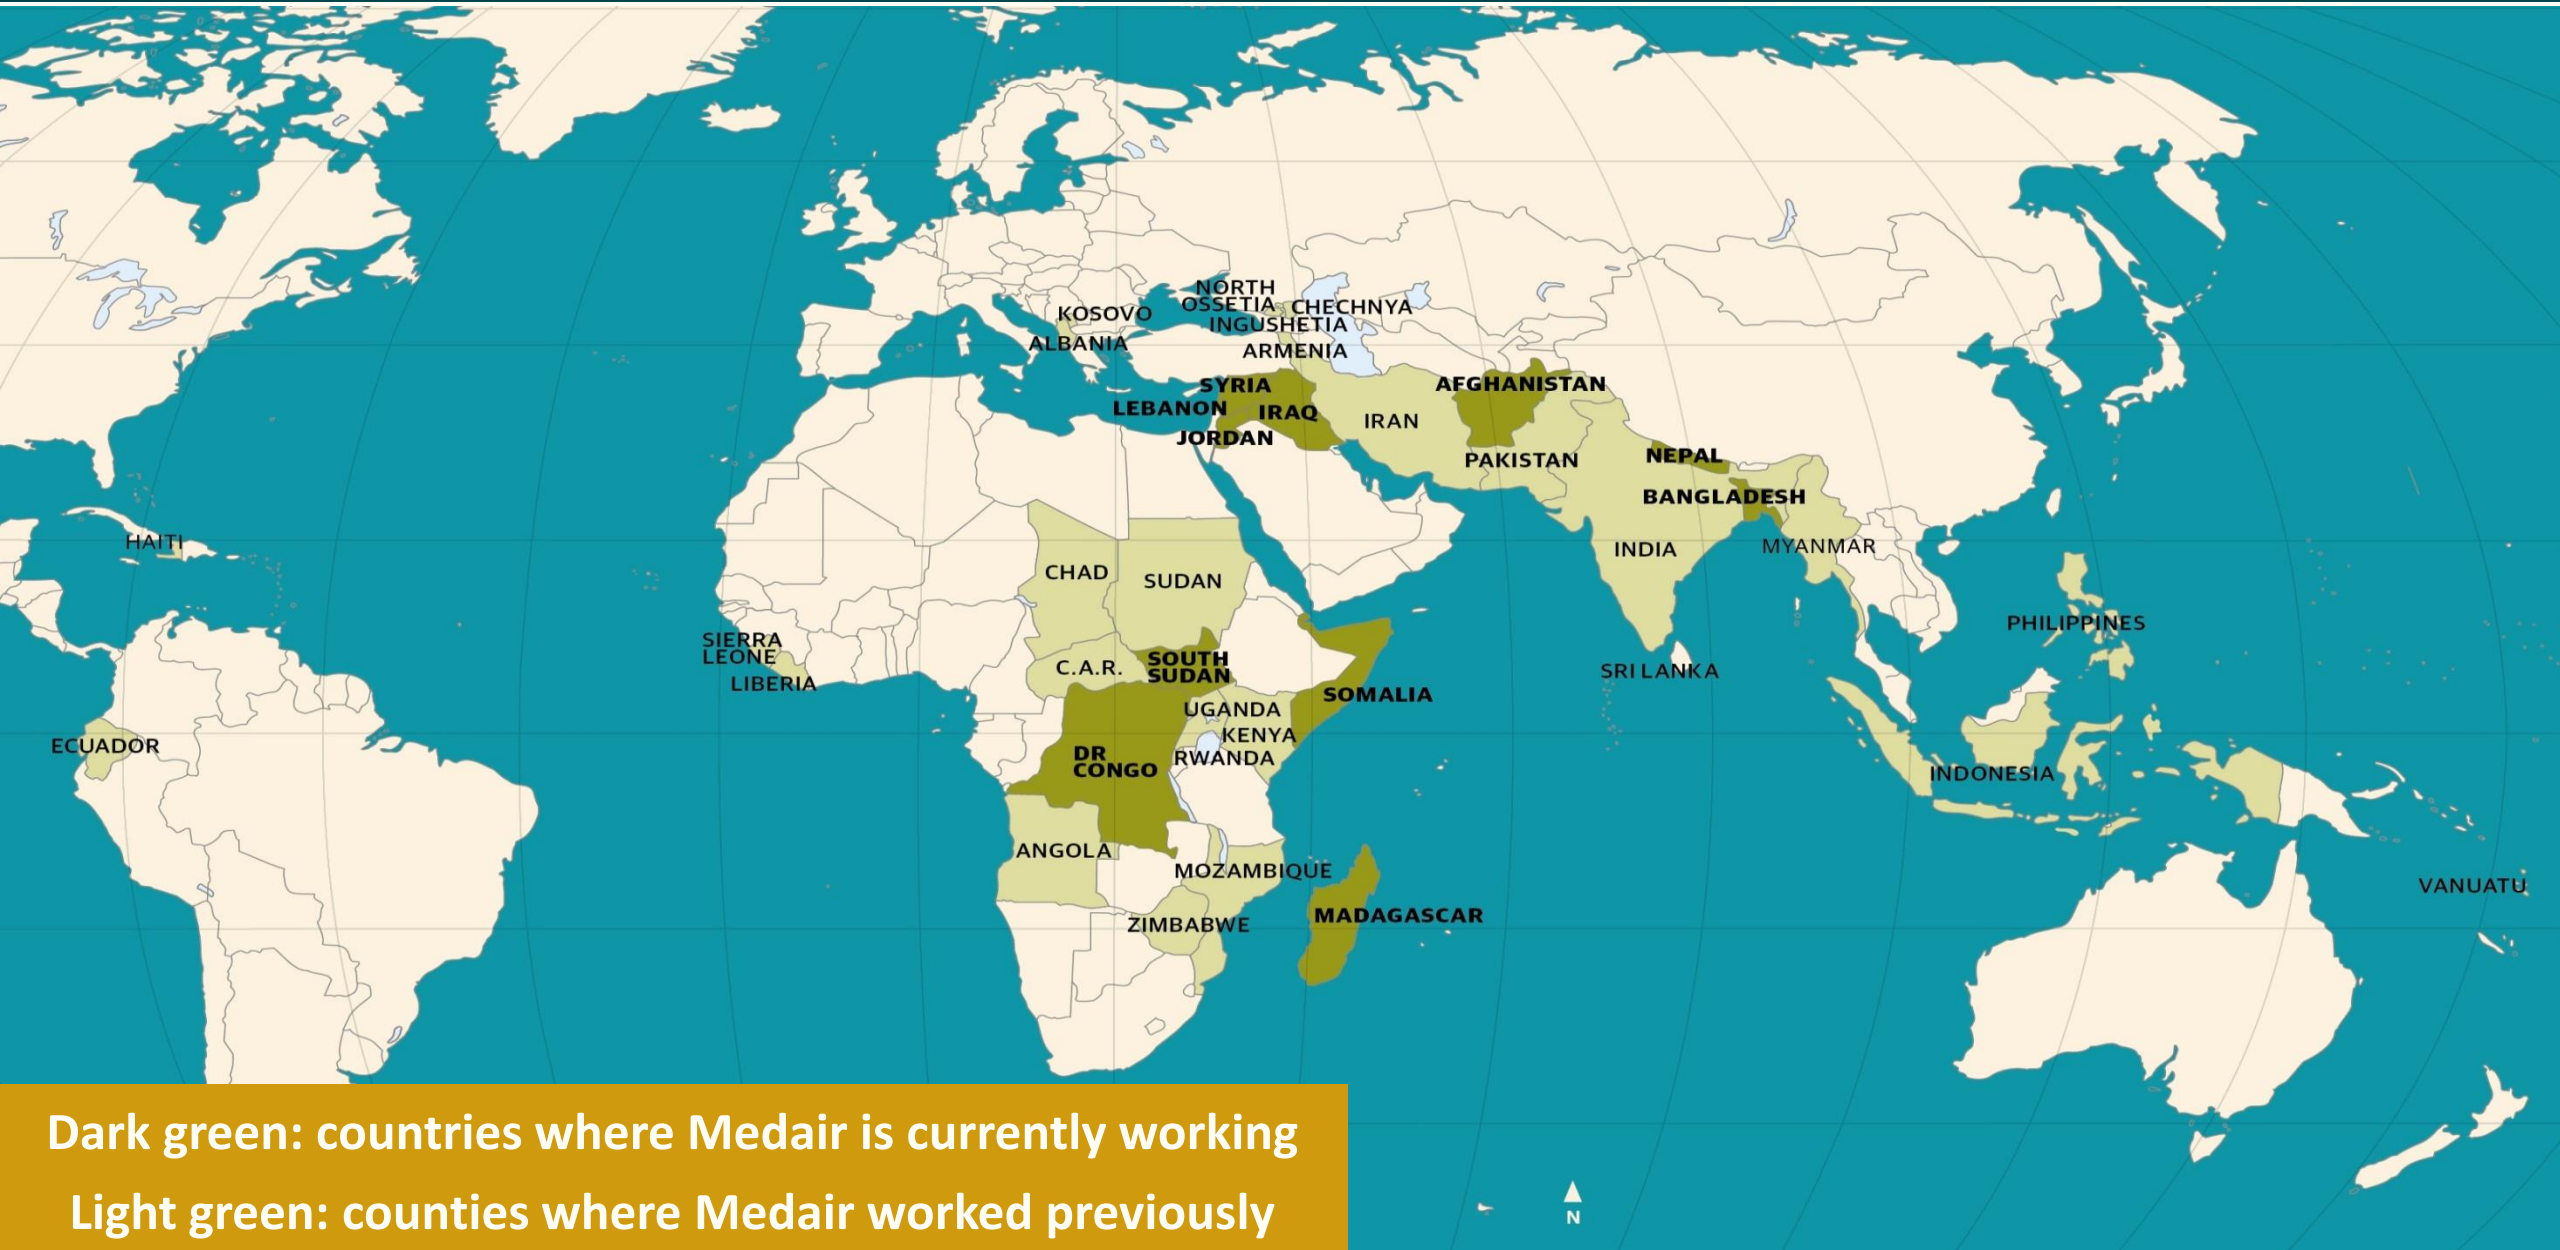 NORTH
OSSETIA
CHECHNYA
KOSOVO
INGUSHETIA
ALBANIA
ARMENIA
SYRIA
AFGHANISTAN
LEBANON
IRAQ
IRAN
JORDAN
NEPAL
PAKISTAN
BANGLADESH
HAITI
MYANMAR
INDIA
CHAD
SUDAN
PHILIPPINES
SIERRA
LEONE
SOUTH
SUDAN
C.A.R.
SRI LANKA
LIBERIA
SOMALIA
UGANDA
KENYA
ECUADOR
RWANDA
DR
CONGO
INDONESIA
ANGOLA
MOZAMBIQUE
VANUATU
MADAGASCAR
ZIMBABWE
Dark green: countries where Medair is currently working
Light green: counties where Medair worked previously
N